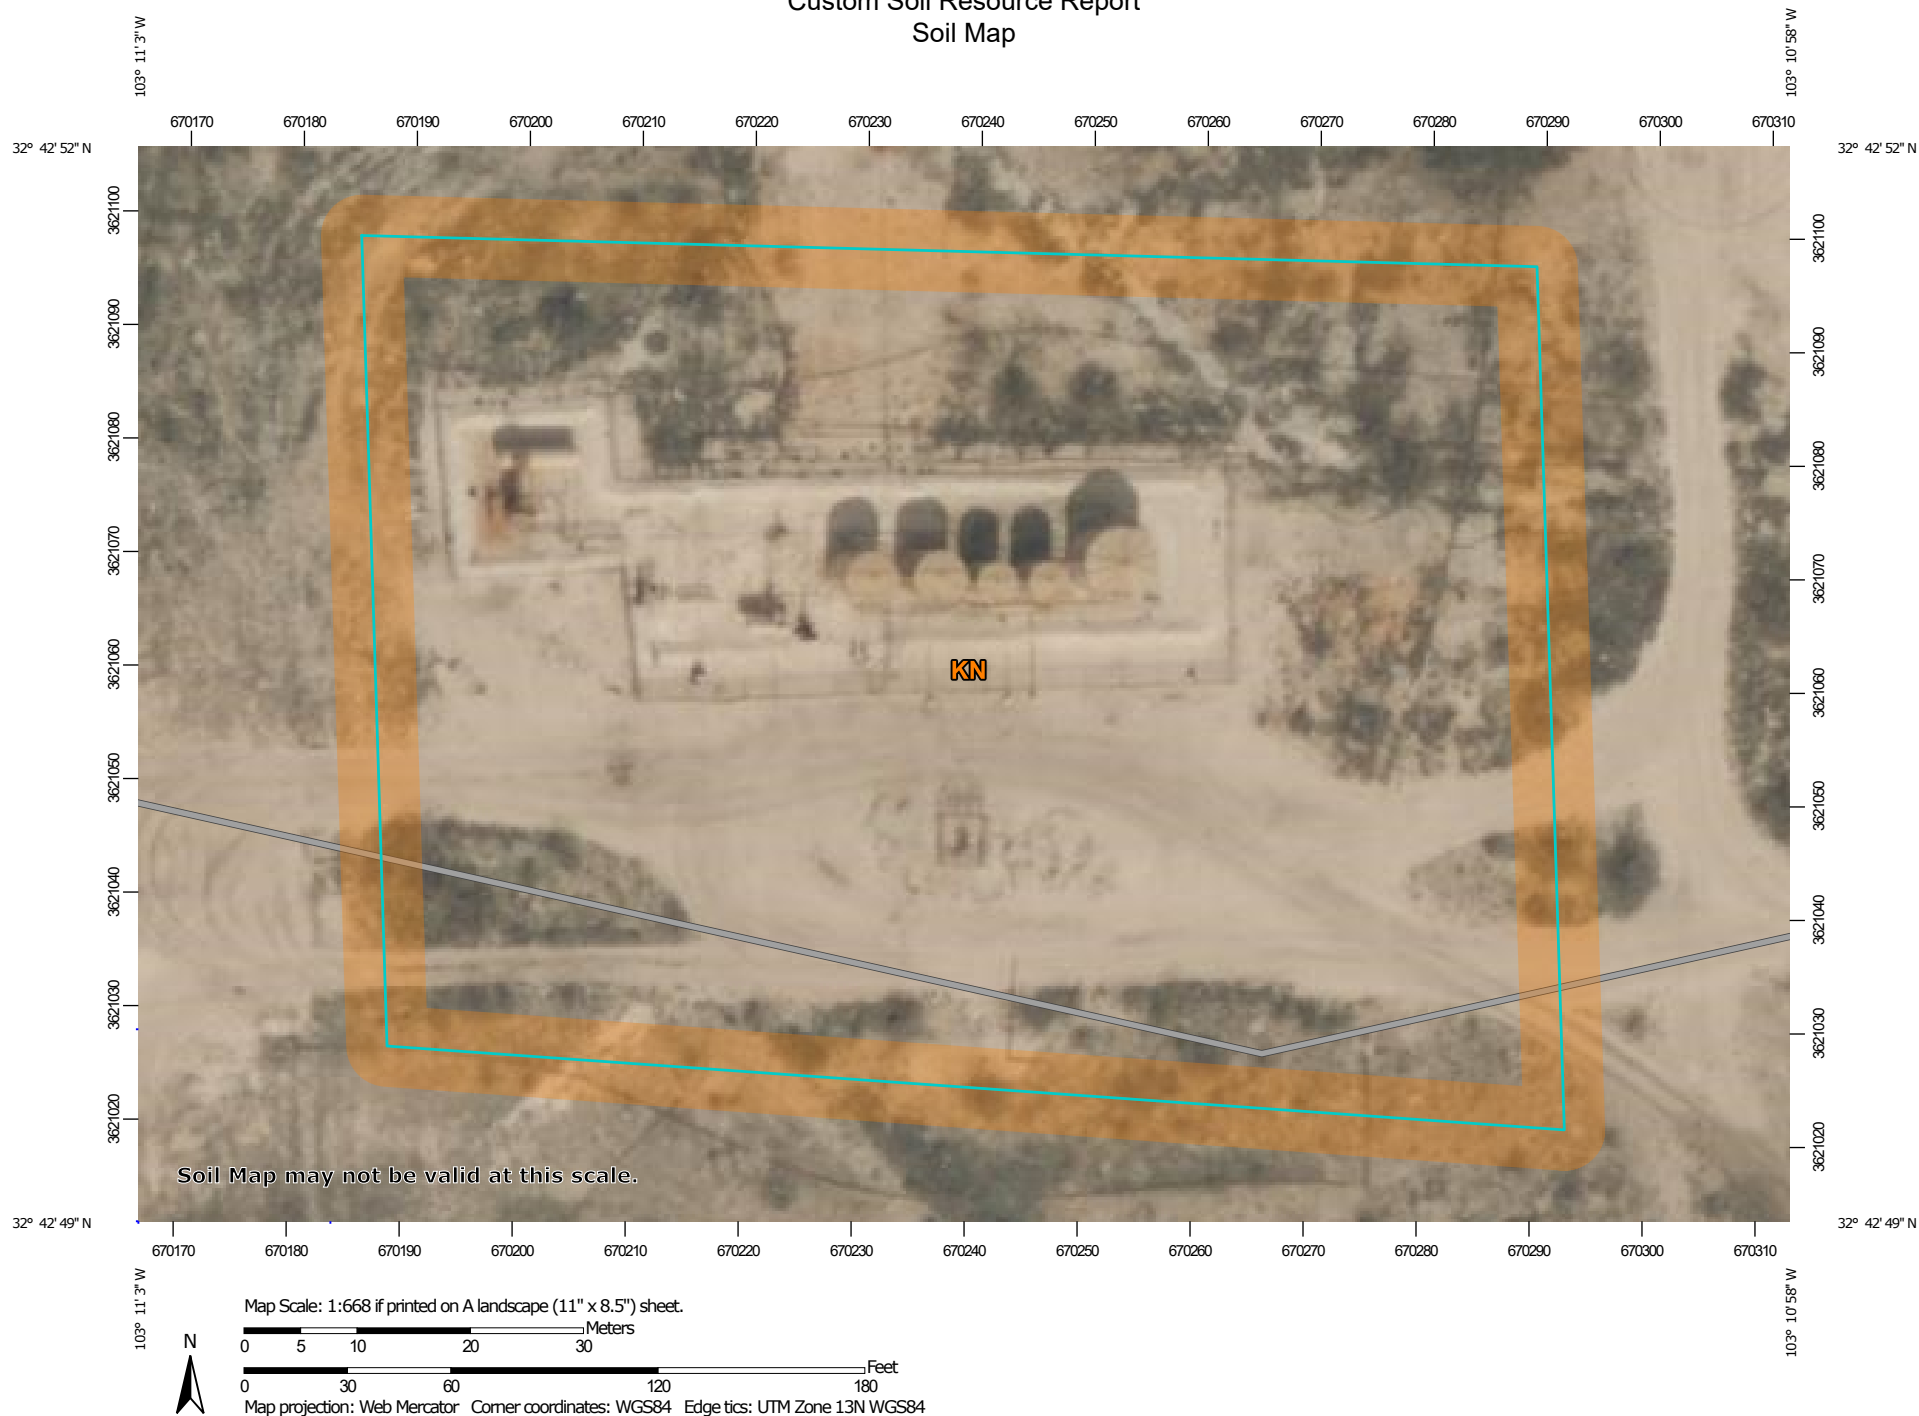 Custom Soil Resource Report
Soil Map
103° 11' 3" W
103° 10' 58" W
670170 670180 670190 670200 670210 670220 670230 670240 670250 670260 670270 670280 670290 670300 670310
32° 42' 52" N
32° 42' 52" N
3621100
3621090
3621080
3621070
3621060
3621050
3621040
3621030
3621020
3621100
3621090
3621080
3621070
3621060
3621050
3621040
3621030
3621020
KN
Soil Map may not be valid at this scale.
32° 42' 49" N
32° 42' 49" N
670170 670180 670190 670200 670210 670220 670230 670240 670250 670260 670270 670280 670290 670300 670310
103° 11' 3" W
103° 10' 58" W
Map Scale: 1:668 if printed on A landscape (11" x 8.5") sheet.
Meters
0 5 10 20 30
Feet
0 30 60 120 180
N
Map projection: Web Mercator Corner coordinates: WGS84 Edge tics: UTM Zone 13N WGS84